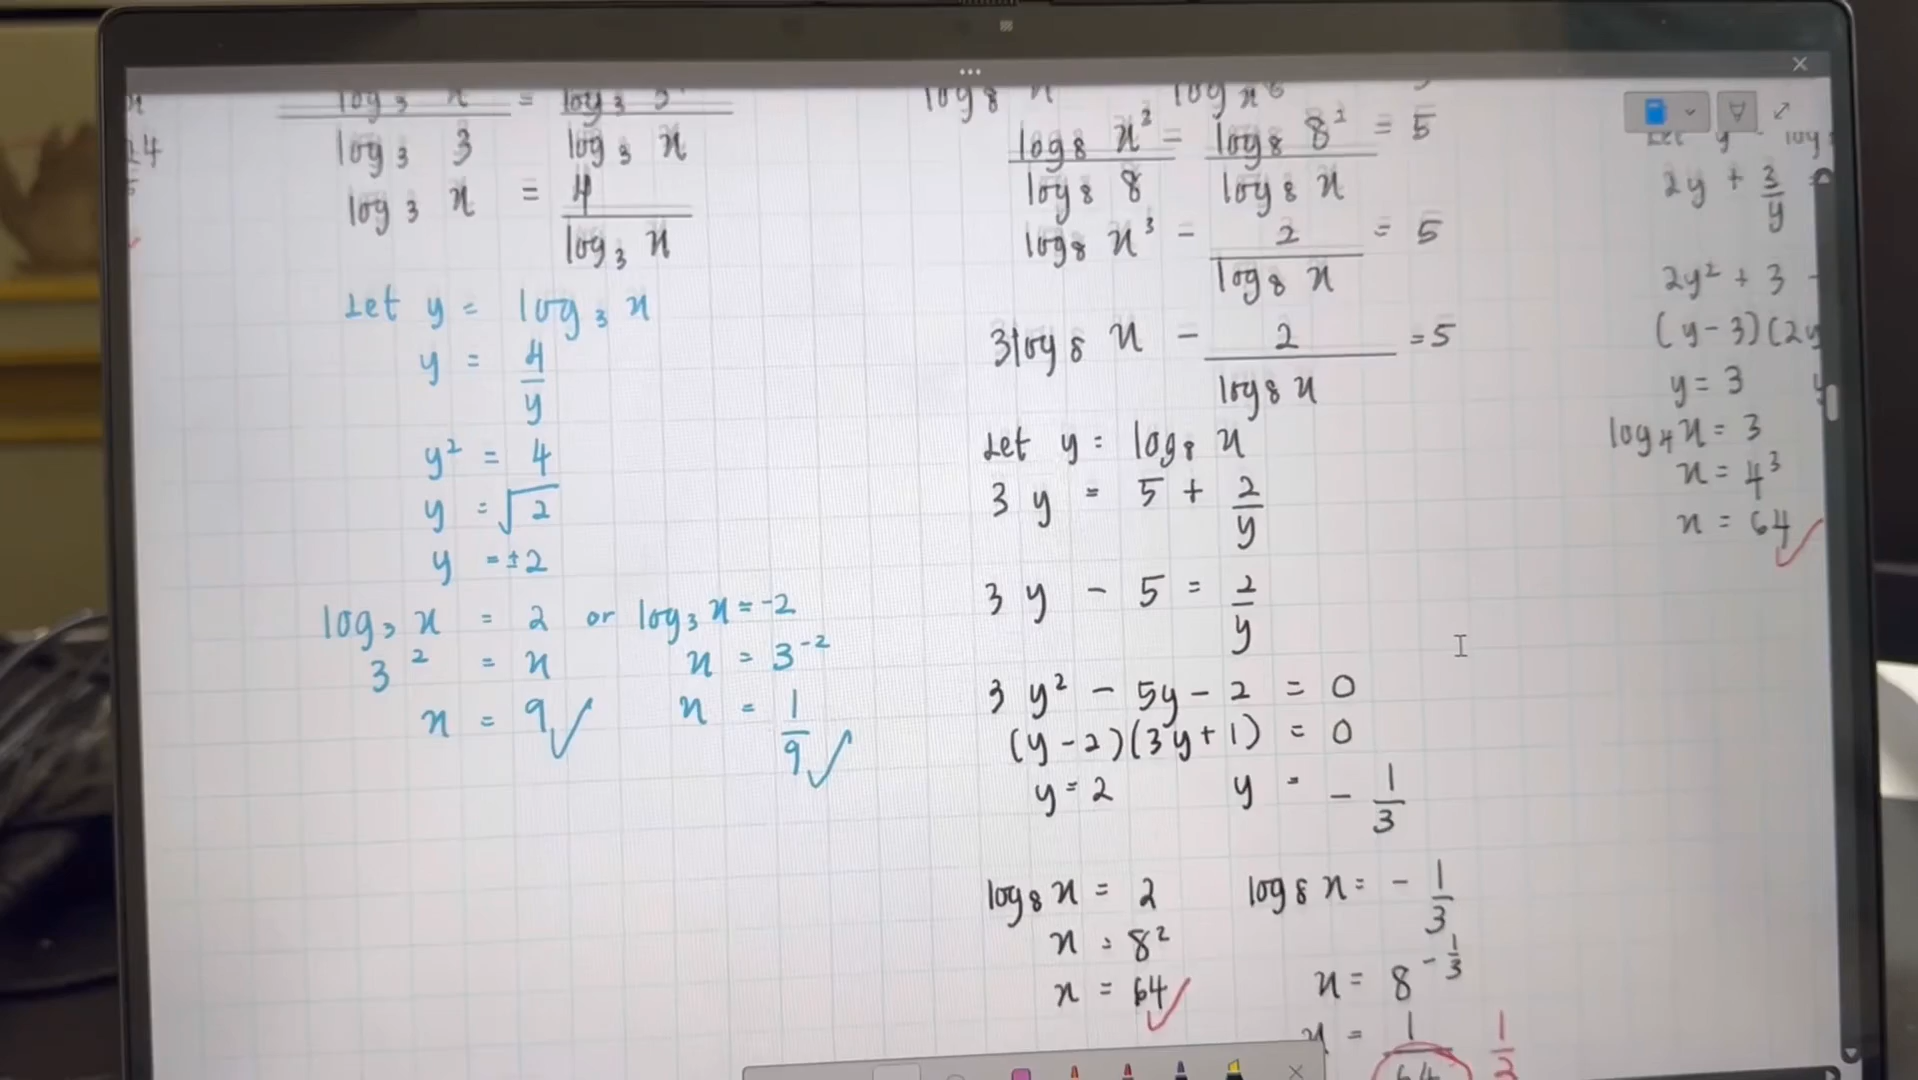 log₃ 3 log₃ x
log₃ x = 4/log₃ x
Let y = log₃ x
y = 4/y
y² = 4
y = √2
y = ±2
log₃ x = 2 or log₃ x = -2
3² = x x = 3⁻²
x = 9 ✓ x = 1/9 ✓
= 5
log₈ 8 log₈ x
log₈ x³ - 2/log₈ x = 5
3log₈ x - 2/log₈ x = 5
Let y = log₈ x
3y = 5 + 2/y
3y - 5 = 2/y
3y² - 5y - 2 = 0
(y-2)(3y+1) = 0
y = 2 y = -1/3
log₈ x = 2 log₈ x = -1/3
x = 8² x = 8^(-1/3)
x = 64 ✓
x = 1/64 1/2
2y + 3/y
2y² + 3 -
(y-3)(2y
y = 3
log₄ x = 3
x = 4³
x = 64 ✓